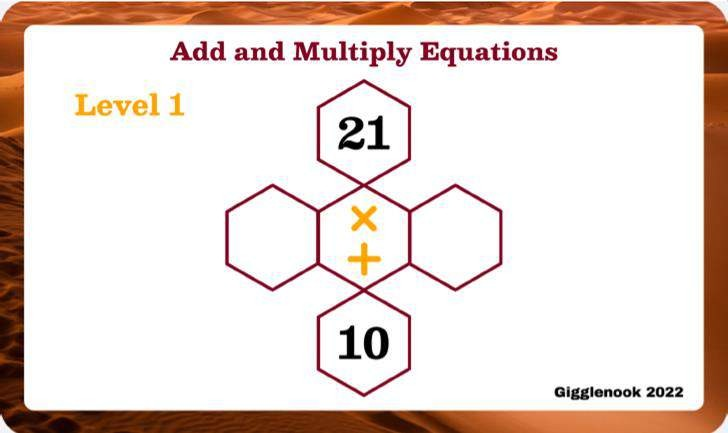 Add and Multiply Equations
Level 1
21
×
+
10
Gigglenook 2022